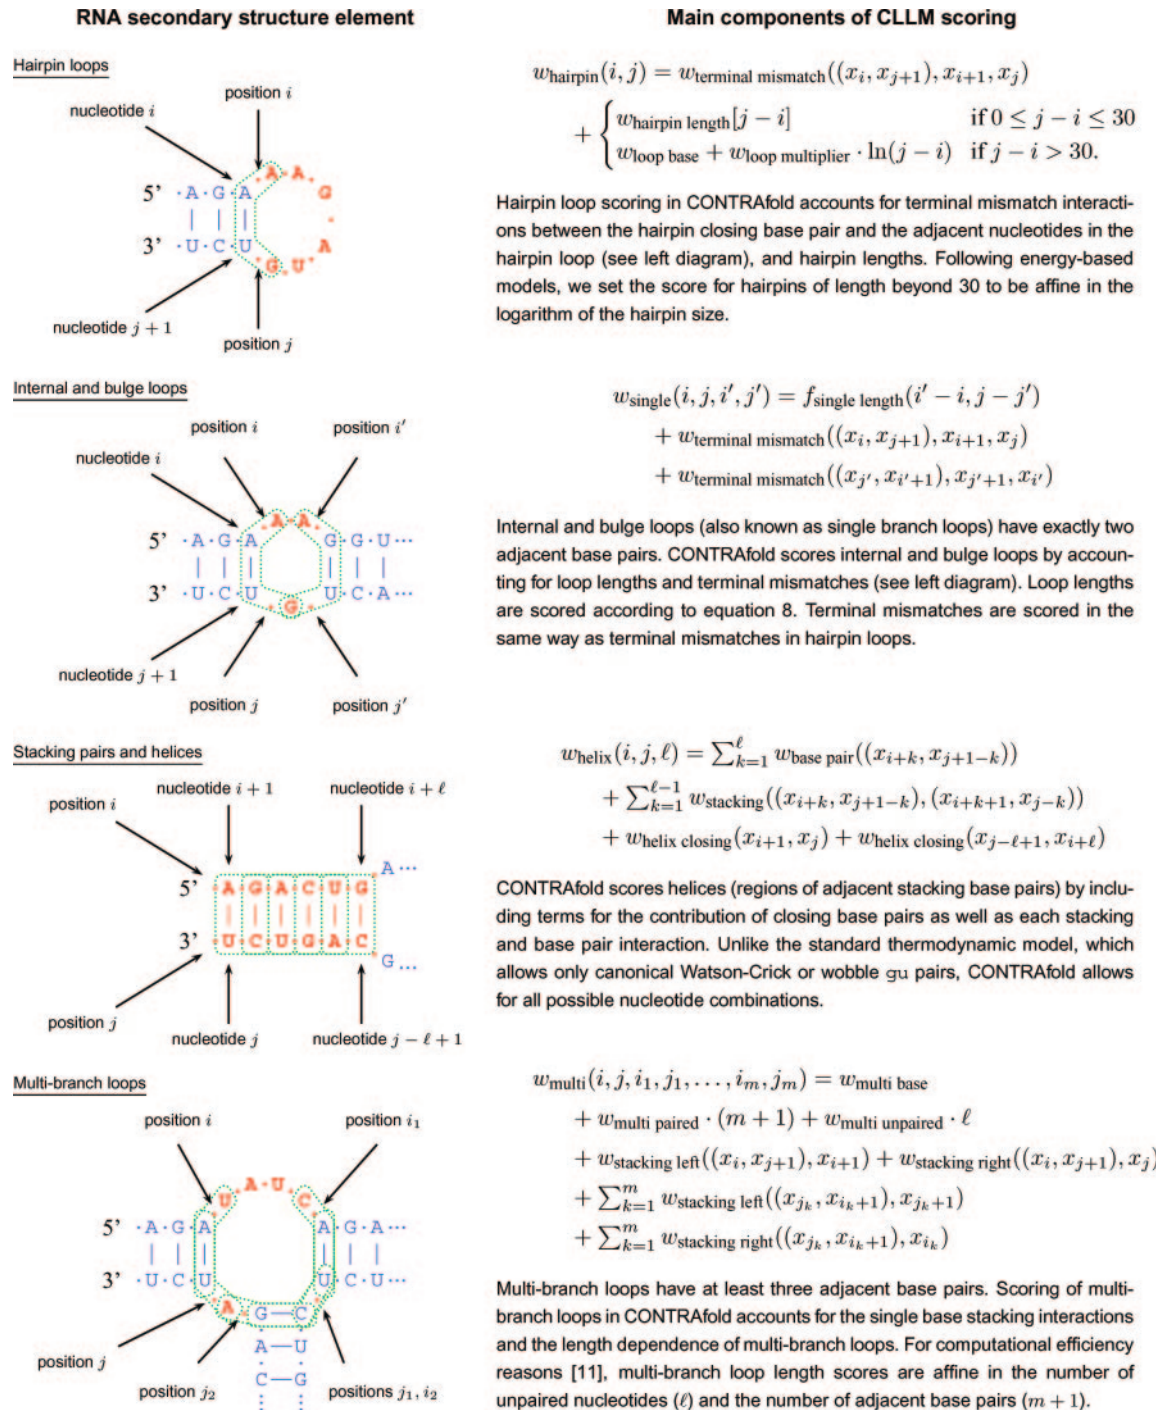 RNA secondary structure element
Main components of CLLM scoring
Hairpin loops
position i
nucleotide i
5' ·A·G·A·A·A·G·A·U·G·U·C·U· 3'
nucleotide j + 1
position j
w_hairpin(i, j) = w_terminal mismatch((x_i, x_{j+1}), x_{i+1}, x_j)
+ { w_hairpin length[j − i] if 0 ≤ j − i ≤ 30
w_loop base + w_loop multiplier · ln(j − i) if j − i > 30.
Hairpin loop scoring in CONTRAfold accounts for terminal mismatch interacti-
ons between the hairpin closing base pair and the adjacent nucleotides in the
hairpin loop (see left diagram), and hairpin lengths. Following energy-based
models, we set the score for hairpins of length beyond 30 to be affine in the
logarithm of the hairpin size.
Internal and bulge loops
position i position i'
nucleotide i
A·A
5' ·A·G·A G·G·U···
3' ·U·C·U·G·U·C·A···
nucleotide j + 1
position j position j'
w_single(i, j, i', j') = f_single length(i' − i, j − j')
+ w_terminal mismatch((x_i, x_{j+1}), x_{i+1}, x_j)
+ w_terminal mismatch((x_{j'}, x_{i'+1}), x_{j'+1}, x_{i'})
Internal and bulge loops (also known as single branch loops) have exactly two
adjacent base pairs. CONTRAfold scores internal and bulge loops by accoun-
ting for loop lengths and terminal mismatches (see left diagram). Loop lengths
are scored according to equation 8. Terminal mismatches are scored in the
same way as terminal mismatches in hairpin loops.
Stacking pairs and helices
nucleotide i + 1 nucleotide i + ℓ
position i
A···
5' ·A·G·A·C·U·G·
3' ·U·C·U·G·A·C·
G···
position j
nucleotide j nucleotide j − ℓ + 1
w_helix(i, j, ℓ) = ∑_{k=1}^{ℓ} w_base pair((x_{i+k}, x_{j+1−k}))
+ ∑_{k=1}^{ℓ−1} w_stacking((x_{i+k}, x_{j+1−k}), (x_{i+k+1}, x_{j−k}))
+ w_helix closing(x_{i+1}, x_j) + w_helix closing(x_{j−ℓ+1}, x_{i+ℓ})
CONTRAfold scores helices (regions of adjacent stacking base pairs) by inclu-
ding terms for the contribution of closing base pairs as well as each stacking
and base pair interaction. Unlike the standard thermodynamic model, which
allows only canonical Watson-Crick or wobble gu pairs, CONTRAfold allows
for all possible nucleotide combinations.
Multi-branch loops
position i position i_1
U·A·U·C
5' ·A·G·A A·G·A···
3' ·U·C·U U·C·U···
A·G—C
A—U
C—G
position j
position j_2 positions j_1, i_2
w_multi(i, j, i_1, j_1, . . . , i_m, j_m) = w_multi base
+ w_multi paired · (m + 1) + w_multi unpaired · ℓ
+ w_stacking left((x_i, x_{j+1}), x_{i+1}) + w_stacking right((x_i, x_{j+1}), x_j)
+ ∑_{k=1}^{m} w_stacking left((x_{j_k}, x_{i_k+1}), x_{j_k+1})
+ ∑_{k=1}^{m} w_stacking right((x_{j_k}, x_{i_k+1}), x_{i_k})
Multi-branch loops have at least three adjacent base pairs. Scoring of multi-
branch loops in CONTRAfold accounts for the single base stacking interactions
and the length dependence of multi-branch loops. For computational efficiency
reasons [11], multi-branch loop length scores are affine in the number of
unpaired nucleotides (ℓ) and the number of adjacent base pairs (m + 1).